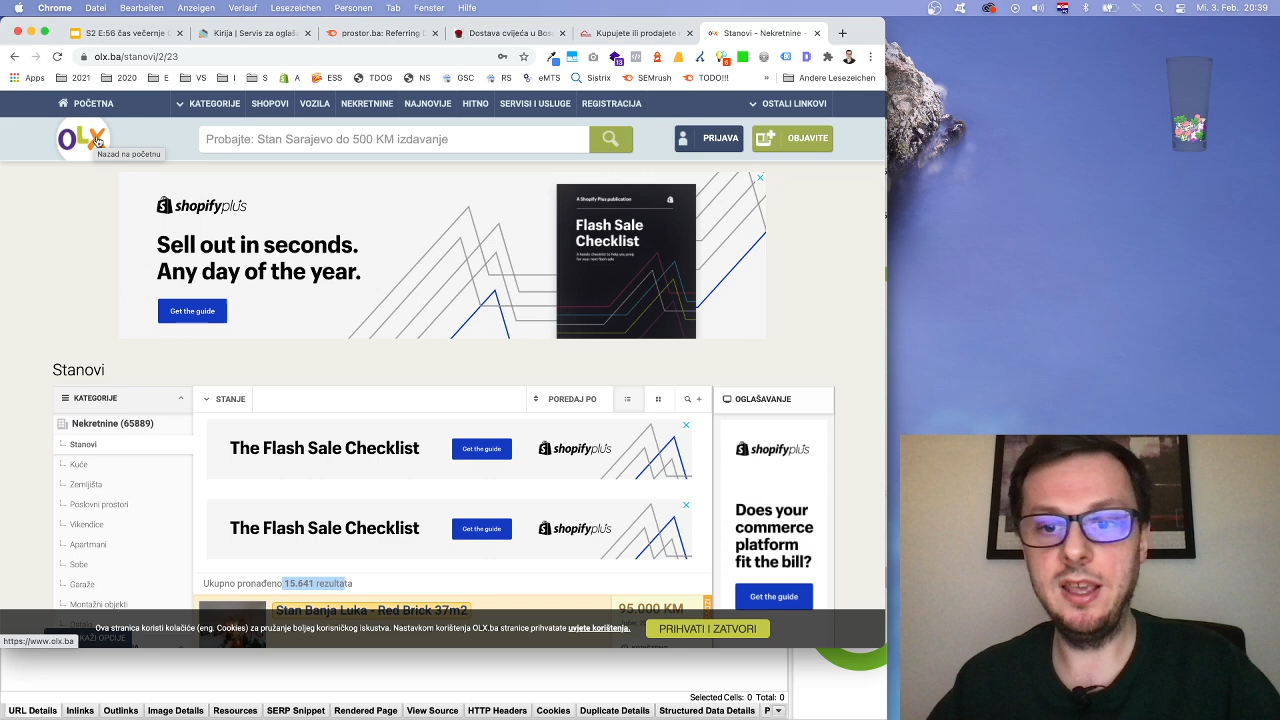 Chrome Datei Bearbeiten Anzeigen Verlauf Lesezeichen Personen Tab Fenster Hilfe
Mi, 3. Feb. 20:39
S2 E:56 čas večernje
Kirija | Servis za oglaša
prostor.ba: Referring
Dostava cvijeća u Bos
Kupujete ili prodajete
Stanovi - Nekretnine -
olx.ba/stanovi/2/23
Apps 2021 2020 E VS I S A ESS TDOG NS GSC RS eMTS Sistrix SEMrush TODO!!! » Andere Lesezeichen
POČETNA KATEGORIJE SHOPOVI VOZILA NEKRETNINE NAJNOVIJE HITNO SERVISI I USLUGE REGISTRACIJA OSTALI LINKOVI
OLX
Probajte: Stan Sarajevo do 500 KM izdavanje
PRIJAVA
OBJAVITE
Nazad na početnu
shopifyplus
Sell out in seconds.
Any day of the year.
Get the guide
A Shopify Plus publication
Flash Sale
Checklist
Stanovi
KATEGORIJE
STANJE
POREDAJ PO
OGLAŠAVANJE
Nekretnine (65889)
Stanovi
Kuće
Zemljišta
Poslovni prostori
Vikendice
Apartmani
Sobe
Garaže
Montažni objekti
The Flash Sale Checklist
Get the guide
shopifyplus
The Flash Sale Checklist
Get the guide
shopifyplus
Ukupno pronađeno 15.641 rezultata
Stan Banja Luka - Red Brick 37m2
95.000 KM
shopifyplus
Does your
commerce
platform
fit the bill?
Get the guide
Ova stranica koristi kolačiće (eng. Cookies) za pružanje boljeg korisničkog iskustva. Nastavkom korištenja OLX.ba stranice prihvatate uvjete korištenja.
PRIHVATI I ZATVORI
https://www.olx.ba
Selected Cells: 0 Total: 0
URL Details Inlinks Outlinks Image Details Resources SERP Snippet Rendered Page View Source HTTP Headers Cookies Duplicate Details Structured Data Details P